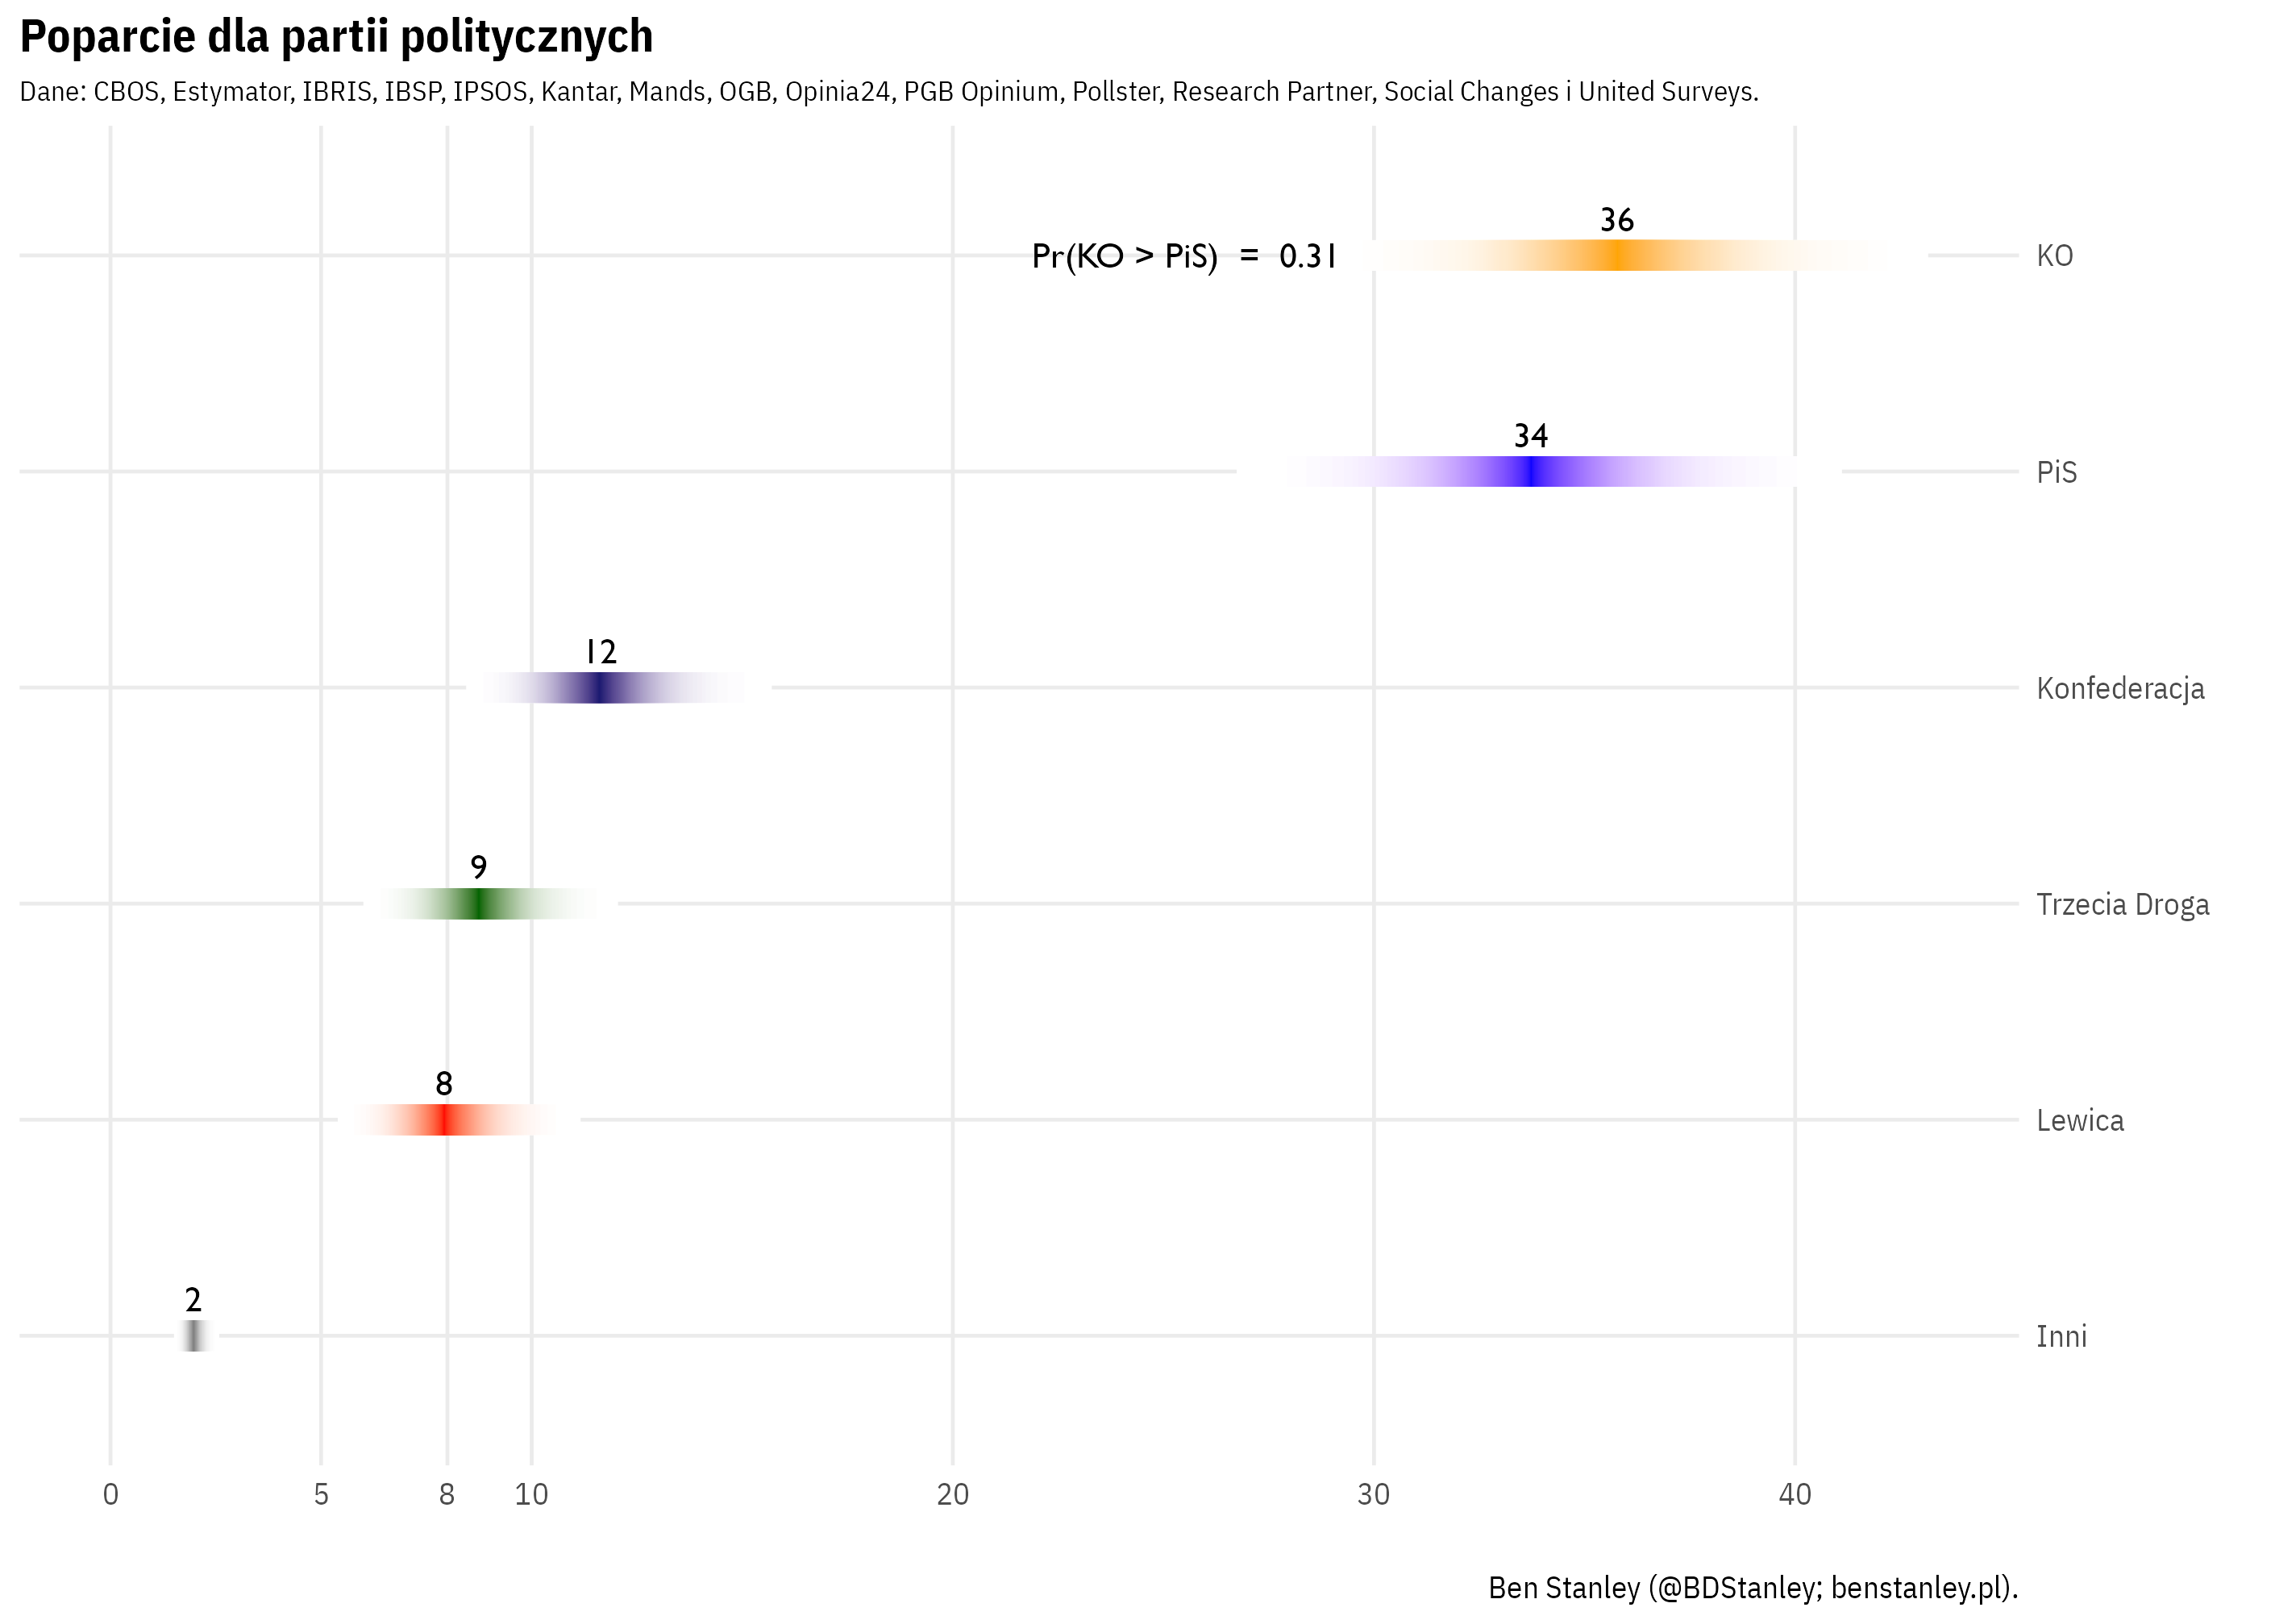 Poparcie dla partii politycznych
Dane: CBOS, Estymator, IBRIS, IBSP, IPSOS, Kantar, Mands, OGB, Opinia24, PGB Opinium, Pollster, Research Partner, Social Changes i United Surveys.
36
Pr(KO > PiS) = 0.31
KO
34
PiS
12
Konfederacja
9
Trzecia Droga
8
Lewica
2
Inni
0 5 8 10 20 30 40
Ben Stanley (@BDStanley; benstanley.pl).